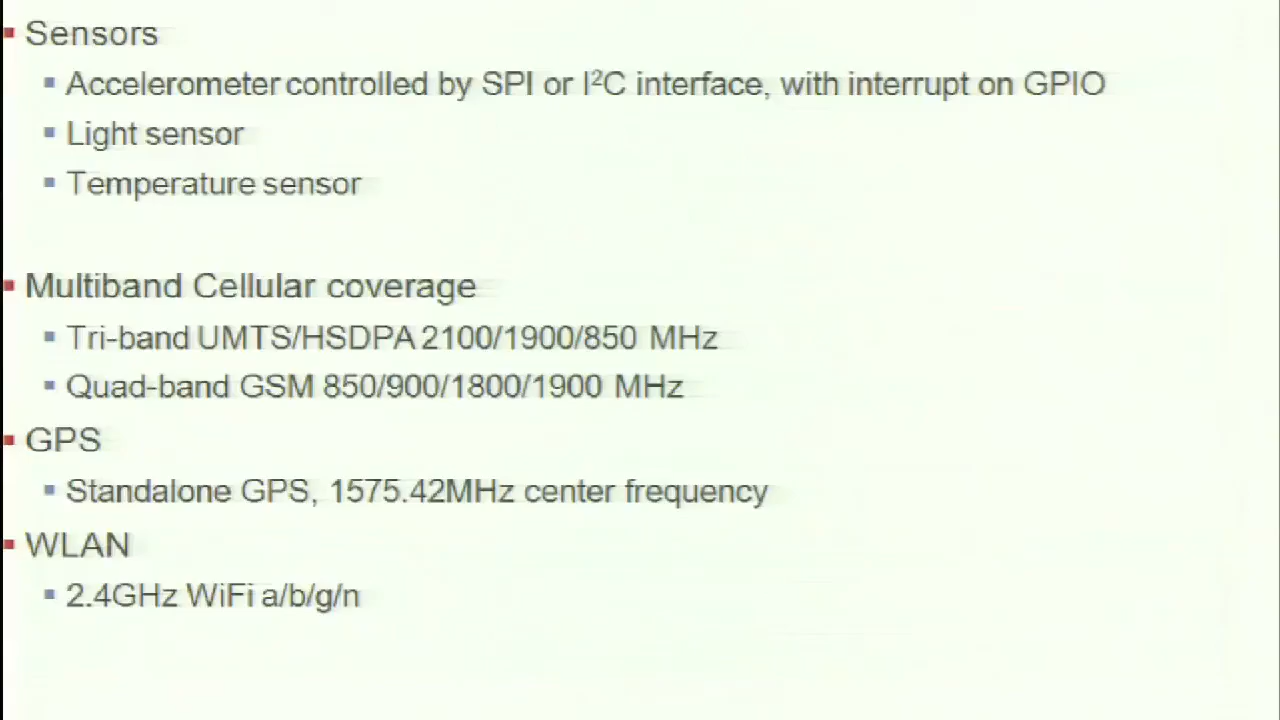 Sensors
Accelerometer controlled by SPI or I²C interface, with interrupt on GPIO
Light sensor
Temperature sensor
Multiband Cellular coverage
Tri-band UMTS/HSDPA 2100/1900/850 MHz
Quad-band GSM 850/900/1800/1900 MHz
GPS
Standalone GPS, 1575.42MHz center frequency
WLAN
2.4GHz WiFi a/b/g/n